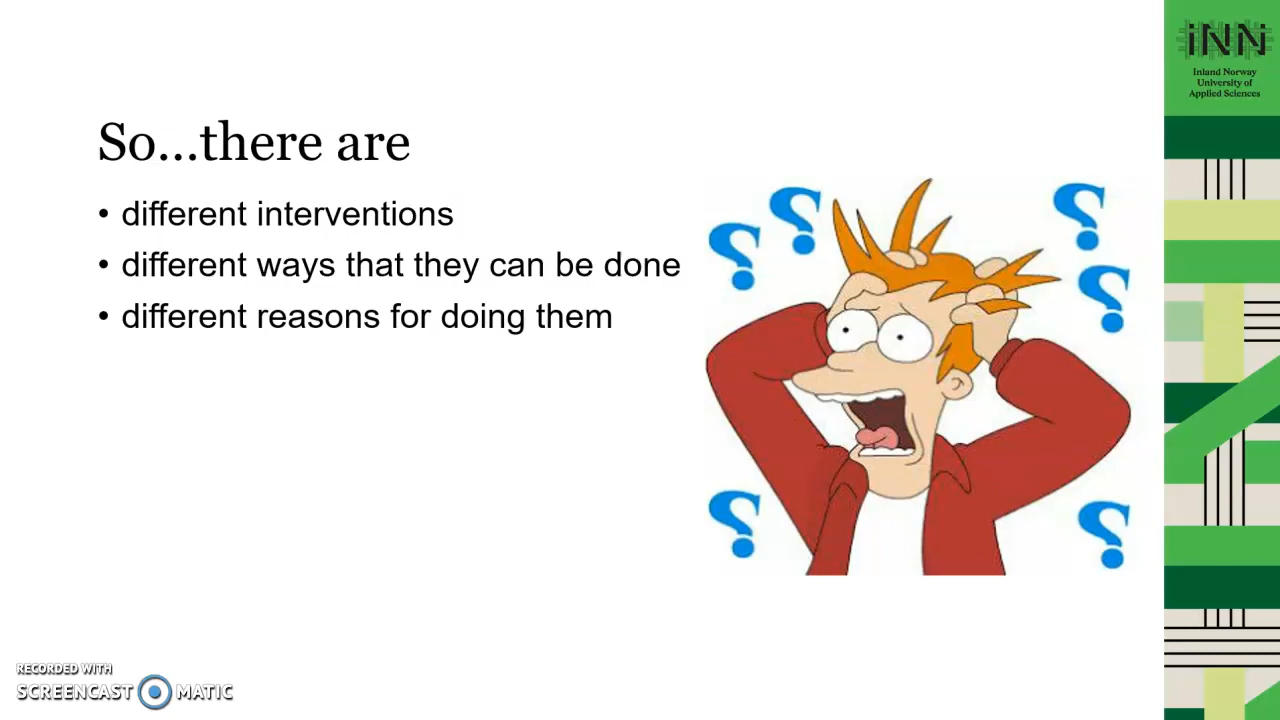 iNN
Inland Norway
University of
Applied Sciences
So...there are
• different interventions
• different ways that they can be done
• different reasons for doing them
? ? ? ? ? ?
RECORDED WITH
SCREENCAST MATIC